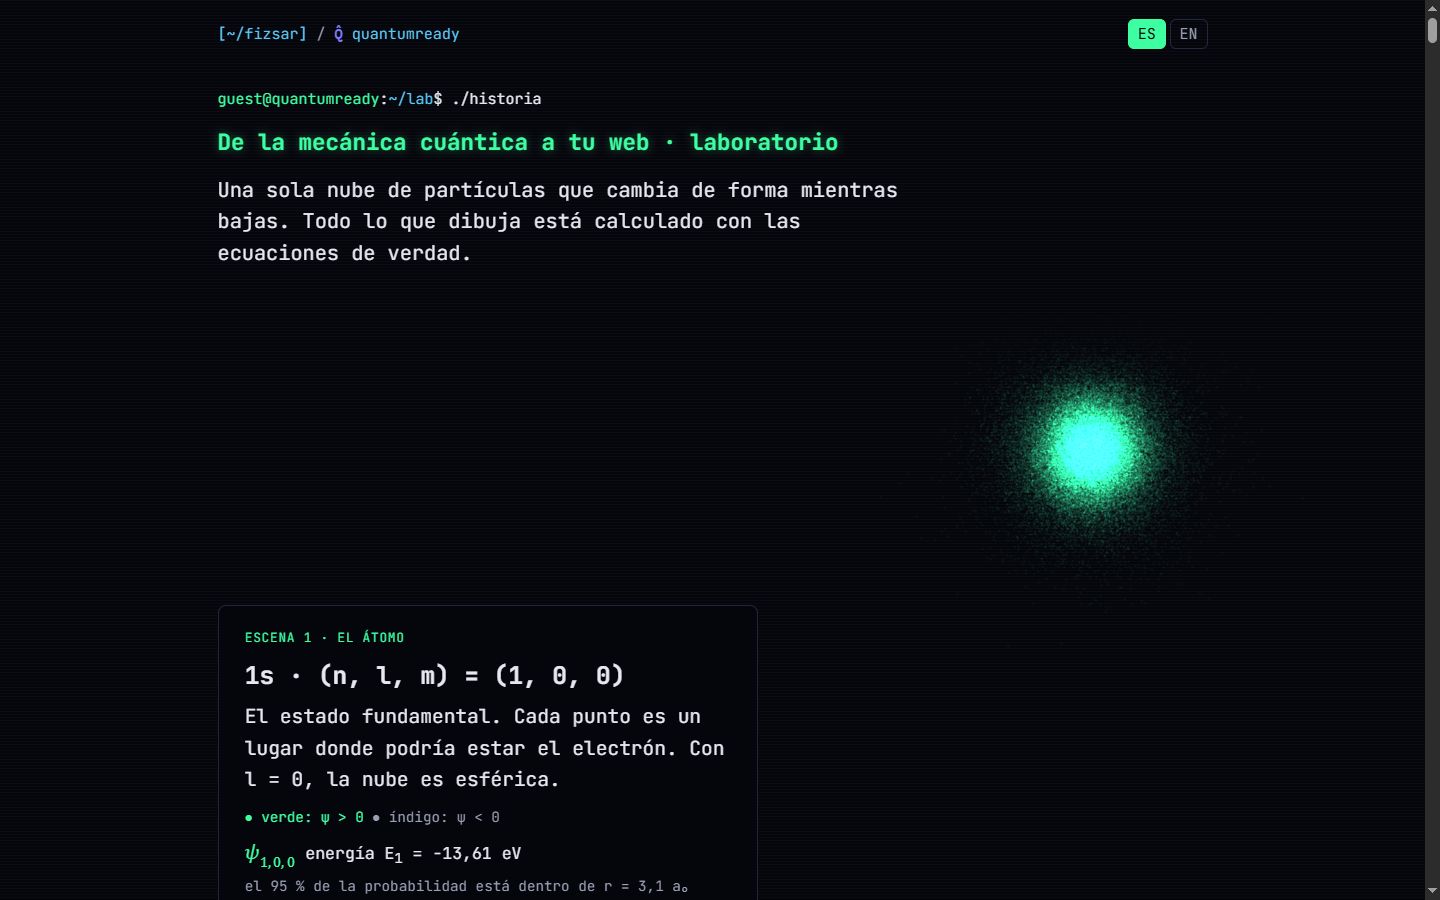 [~/fizsar] / Q̂ quantumready
ES EN
guest@quantumready:~/lab$ ./historia
De la mecánica cuántica a tu web · laboratorio
Una sola nube de partículas que cambia de forma mientras
bajas. Todo lo que dibuja está calculado con las
ecuaciones de verdad.
ESCENA 1 · EL ÁTOMO
1s · (n, l, m) = (1, 0, 0)
El estado fundamental. Cada punto es un
lugar donde podría estar el electrón. Con
l = 0, la nube es esférica.
● verde: ψ > 0 ● índigo: ψ < 0
ψ1,0,0 energía E1 = -13,61 eV
el 95 % de la probabilidad está dentro de r = 3,1 a₀